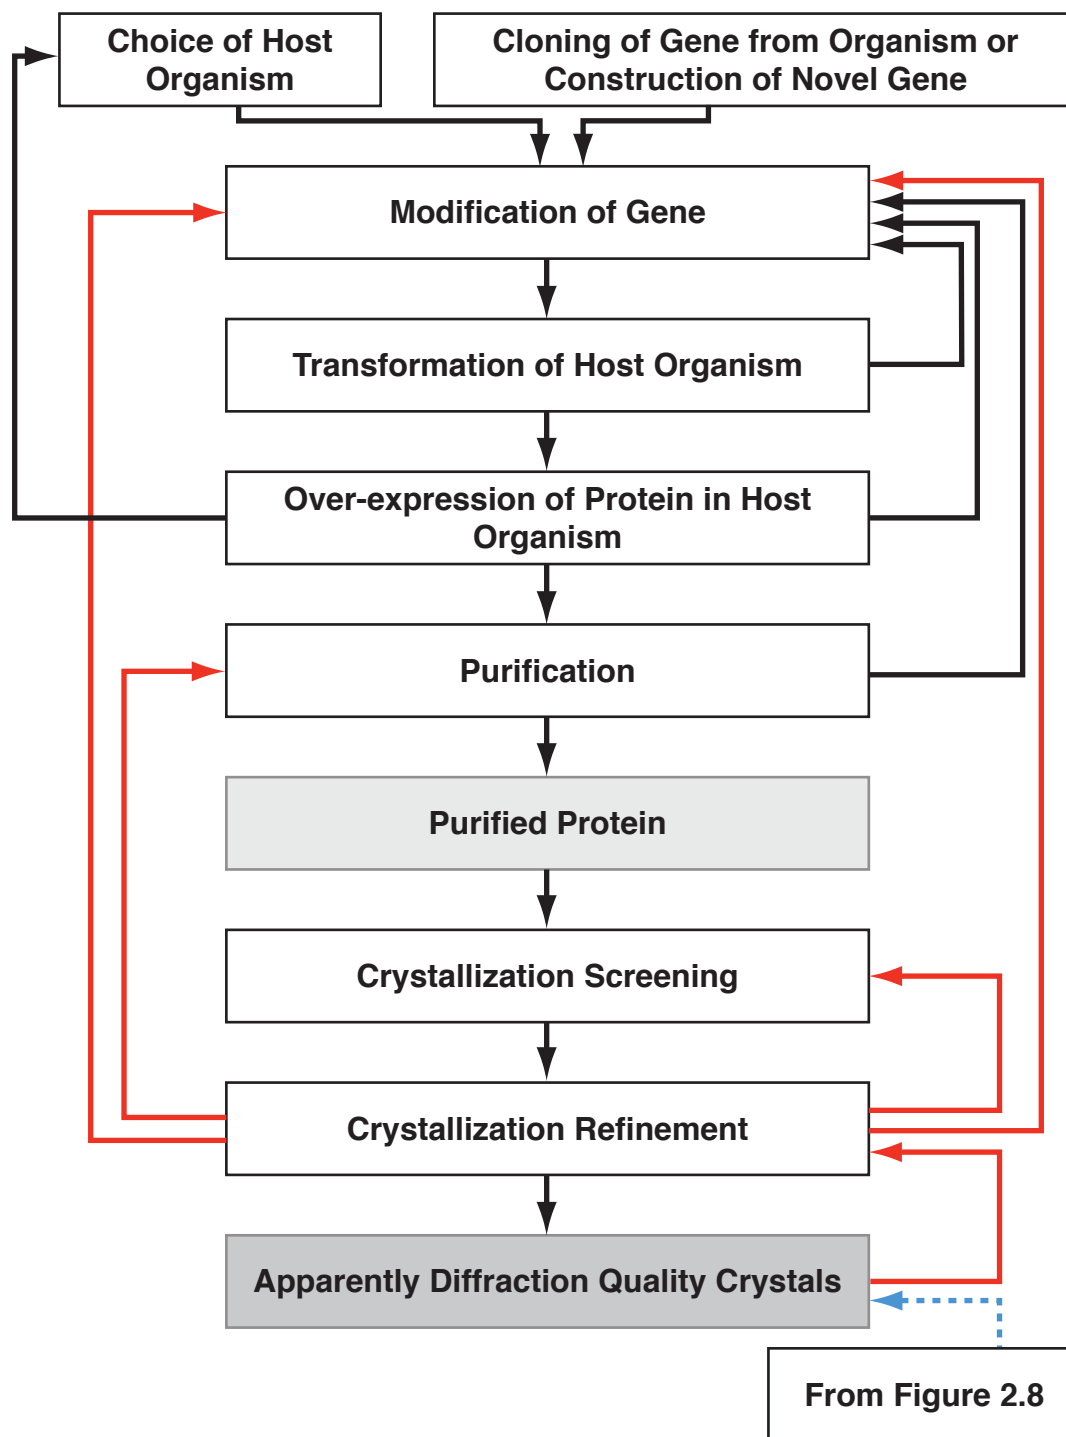 Choice of Host
Organism
Cloning of Gene from Organism or
Construction of Novel Gene
Modification of Gene
Transformation of Host Organism
Over-expression of Protein in Host
Organism
Purification
Purified Protein
Crystallization Screening
Crystallization Refinement
Apparently Diffraction Quality Crystals
From Figure 2.8